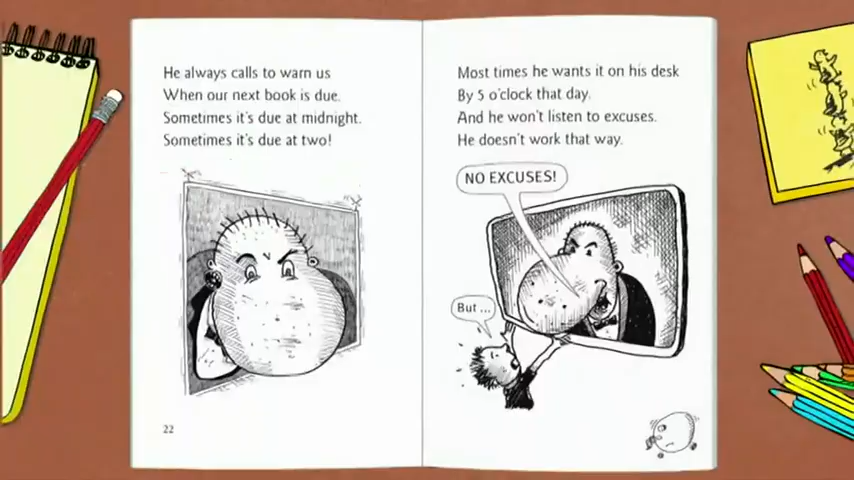 He always calls to warn us
When our next book is due.
Sometimes it's due at midnight.
Sometimes it's due at two!
22
Most times he wants it on his desk
By 5 o'clock that day.
And he won't listen to excuses.
He doesn't work that way.
NO EXCUSES!
But ...